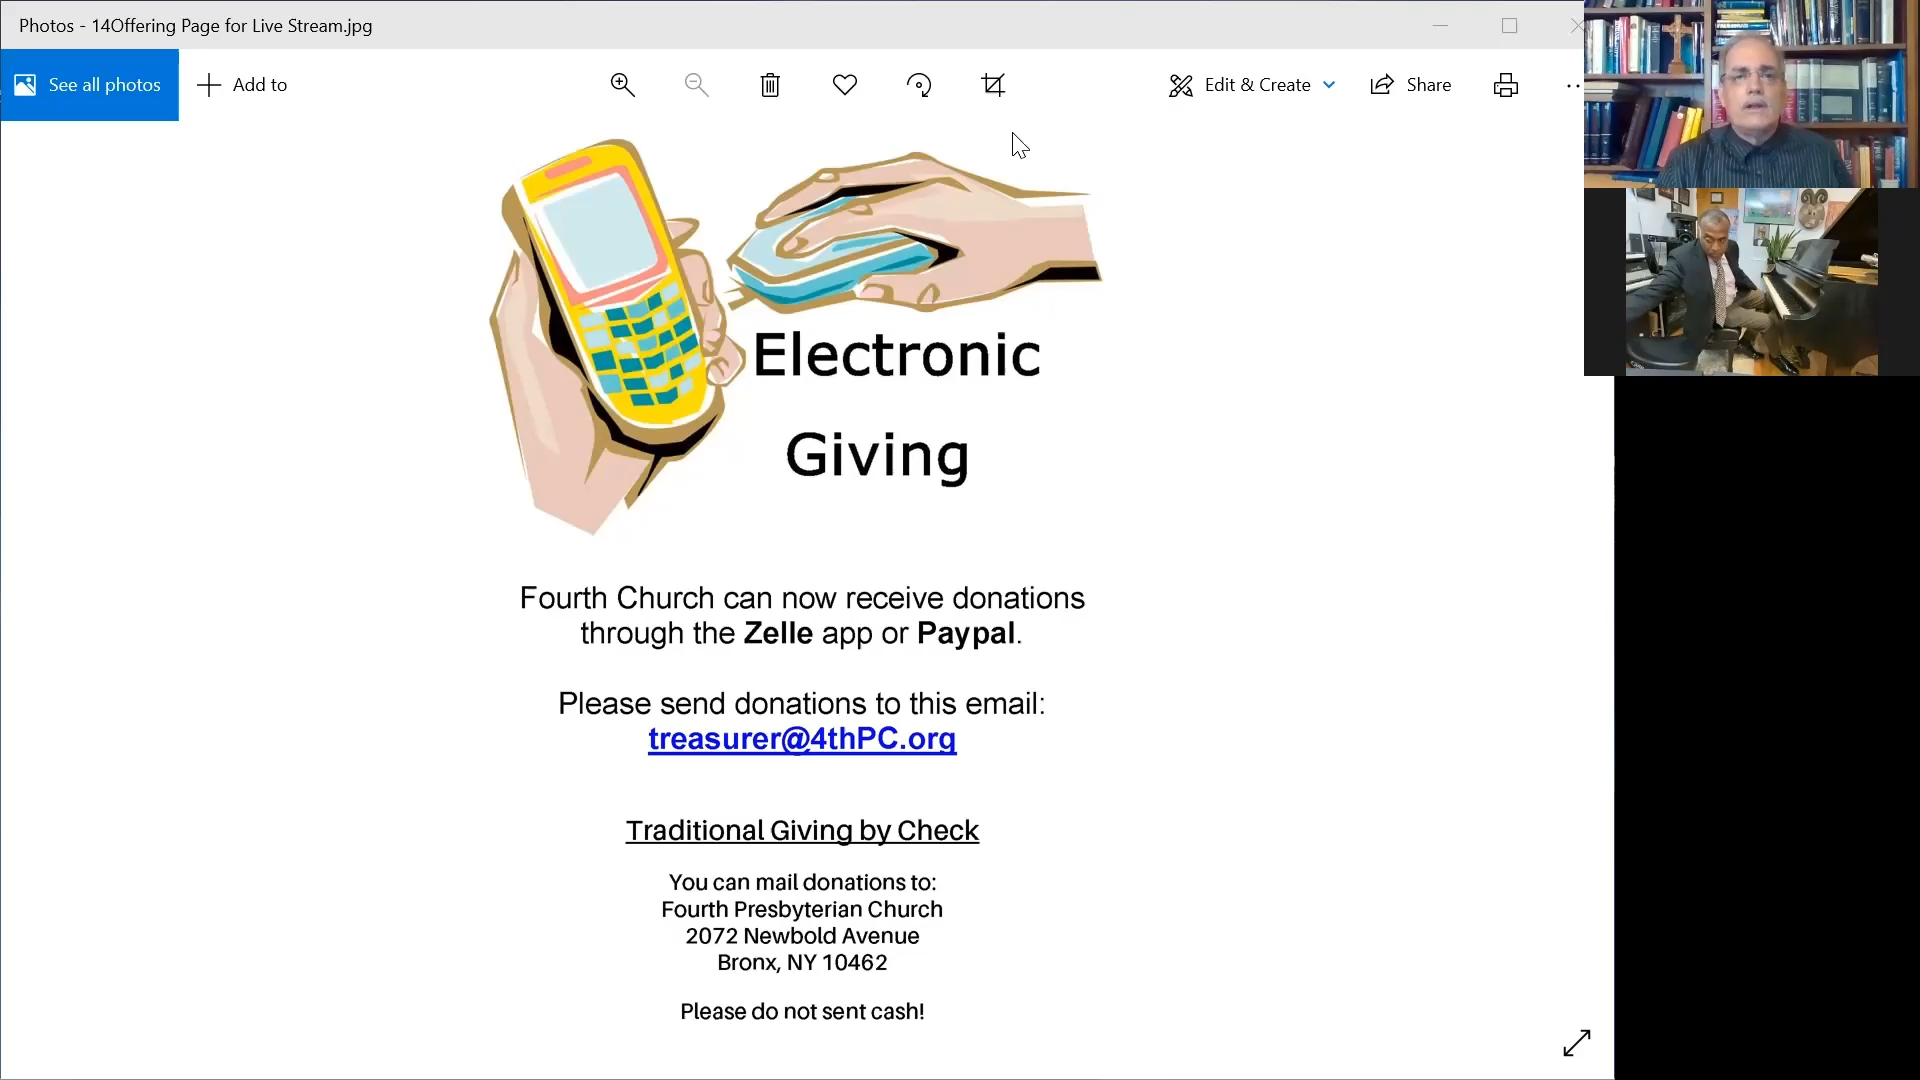 Photos - 14Offering Page for Live Stream.jpg
See all photos
Add to
Edit & Create
Share
Electronic
Giving
Fourth Church can now receive donations
through the Zelle app or Paypal.
Please send donations to this email:
treasurer@4thPC.org
Traditional Giving by Check
You can mail donations to:
Fourth Presbyterian Church
2072 Newbold Avenue
Bronx, NY 10462
Please do not sent cash!